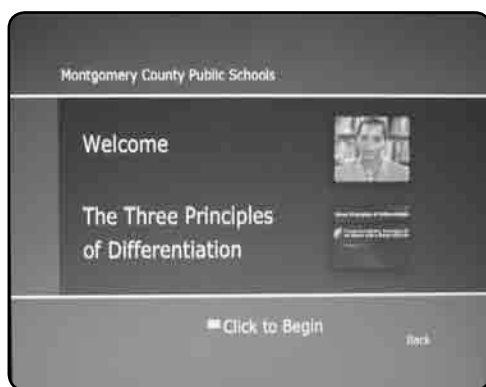 Montgomery County Public Schools
Welcome
The Three Principles
of Differentiation
Click to Begin
Back